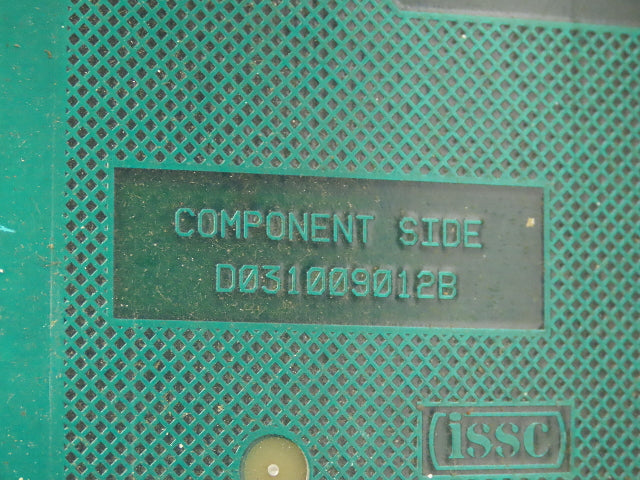 COMPONENT SIDE
D031009012B
issc